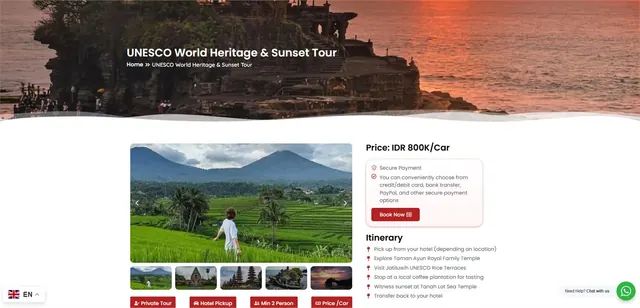 UNESCO World Heritage & Sunset Tour
Home » UNESCO World Heritage & Sunset Tour
Price: IDR 800K/Car
Secure Payment
You can conveniently choose from
credit/debit card, bank transfer,
PayPal, and other secure payment
options
Book Now
Itinerary
Pick up from your hotel (depending on location)
Explore Taman Ayun Royal Family Temple
Visit Jatiluwih UNESCO Rice Terraces
Stop at a local coffee plantation for tasting
Witness sunset at Tanah Lot Sea Temple
Transfer back to your hotel
Private Tour
Hotel Pickup
Min 2 Person
Price /Car
EN
Need Help? Chat with us